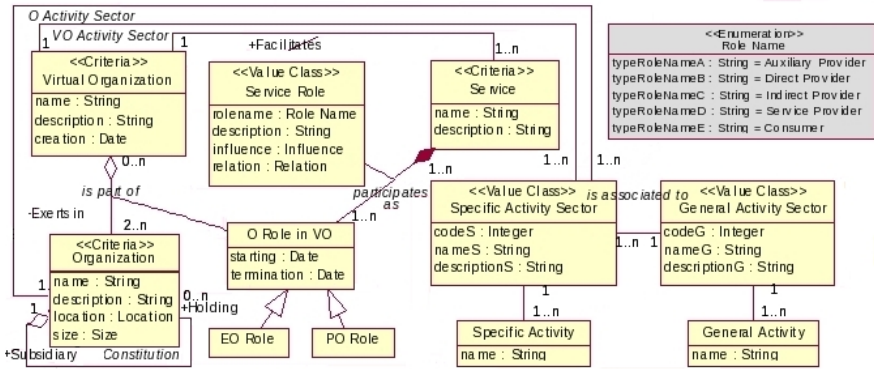 O Activity Sector
VO Activity Sector
1
1
+Facilitates
1..n
<<Criteria>>
Virtual Organization
name : String
description : String
creation : Date
0..n
is part of
-Exerts in
2..n
<<Value Class>>
Service Role
rolename : Role Name
description : String
influence : Influence
relation : Relation
<<Criteria>>
Service
name : String
description : String
1..n
participates
as
1..n
1..n
1..n
<<Enumeration>>
Role Name
typeRoleNameA : String = Auxiliary Provider
typeRoleNameB : String = Direct Provider
typeRoleNameC : String = Indirect Provider
typeRoleNameD : String = Service Provider
typeRoleNameE : String = Consumer
<<Criteria>>
Organization
name : String
description : String
location : Location
size : Size
1..
1
0..n
+Holding
+Subsidiary
Constitution
O Role in VO
starting : Date
termination : Date
EO Role
PO Role
<<Value Class>>
Specific Activity Sector
codeS : Integer
nameS : String
descriptionS : String
is associated to
1..n
1
<<Value Class>>
General Activity Sector
codeG : Integer
nameG : String
descriptionG : String
1
1..n
Specific Activity
name : String
1
1..n
General Activity
name : String